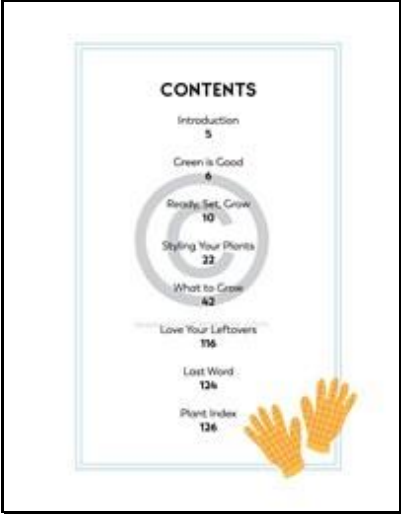 CONTENTS
Introduction
5
Green is Good
6
Ready, Set, Grow
10
Styling Your Plants
22
What to Grow
42
Love Your Leftovers
116
Last Word
124
Plant Index
126